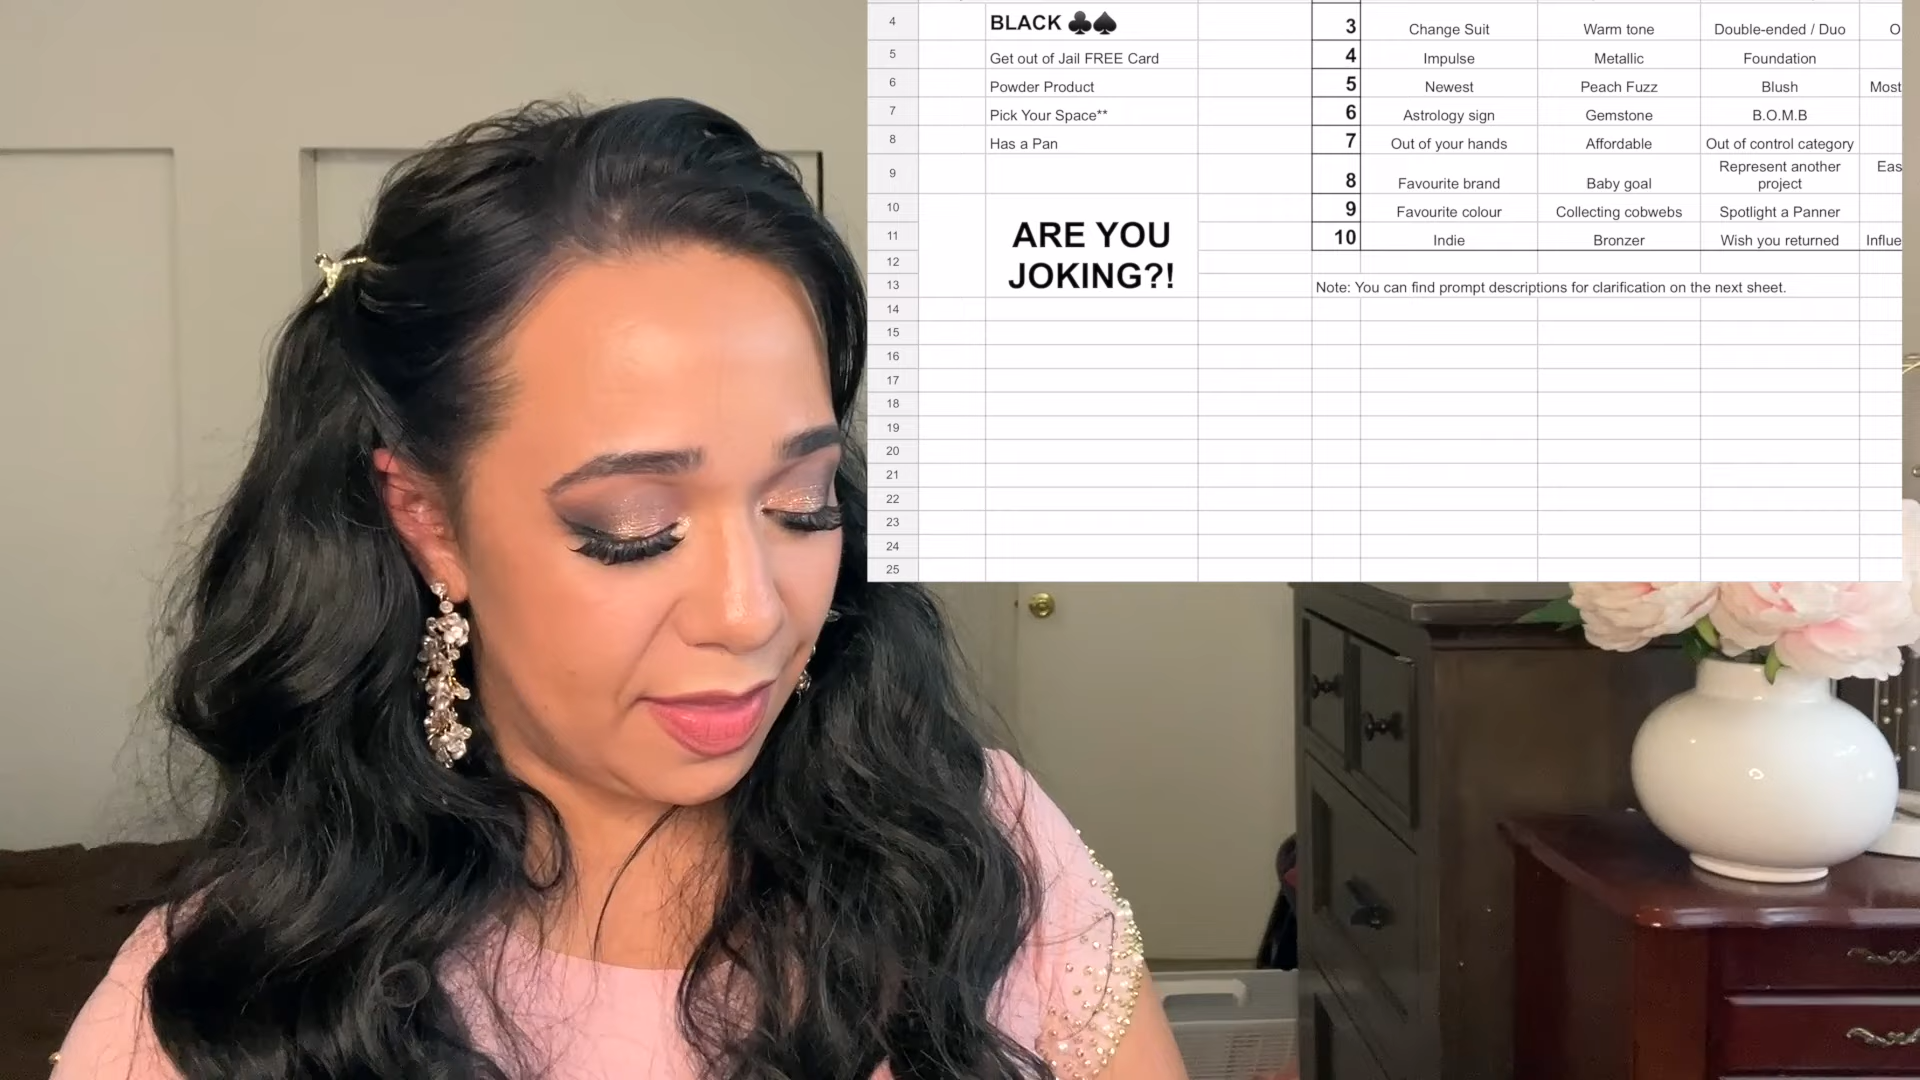 4 BLACK ♣♠ 3 Change Suit Warm tone Double-ended / Duo O
5 Get out of Jail FREE Card 4 Impulse Metallic Foundation
6 Powder Product 5 Newest Peach Fuzz Blush Most
7 Pick Your Space** 6 Astrology sign Gemstone B.O.M.B
8 Has a Pan 7 Out of your hands Affordable Out of control category
9 8 Favourite brand Baby goal Represent another project Eas
10 9 Favourite colour Collecting cobwebs Spotlight a Panner
11 ARE YOU 10 Indie Bronzer Wish you returned Influe
12 JOKING?!
13 Note: You can find prompt descriptions for clarification on the next sheet.
14
15
16
17
18
19
20
21
22
23
24
25